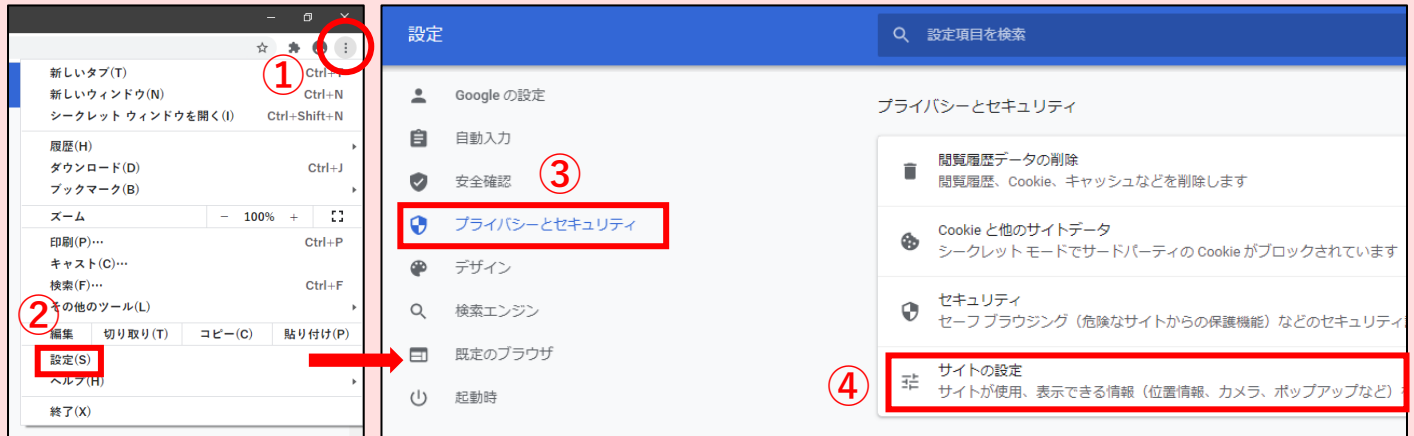 ①
新しいタブ(T) Ctrl+T
新しいウィンドウ(N) Ctrl+N
シークレット ウィンドウを開く(I) Ctrl+Shift+N
履歴(H)
ダウンロード(D) Ctrl+J
ブックマーク(B)
ズーム － 100% ＋
印刷(P)… Ctrl+P
キャスト(C)…
検索(F)… Ctrl+F
その他のツール(L)
②
編集 切り取り(T) コピー(C) 貼り付け(P)
設定(S)
ヘルプ(H)
終了(X)
設定
設定項目を検索
Google の設定
自動入力
安全確認
③
プライバシーとセキュリティ
デザイン
検索エンジン
既定のブラウザ
起動時
プライバシーとセキュリティ
閲覧履歴データの削除
閲覧履歴、Cookie、キャッシュなどを削除します
Cookie と他のサイトデータ
シークレット モードでサードパーティの Cookie がブロックされています
セキュリティ
セーフ ブラウジング（危険なサイトからの保護機能）などのセキュリティ
④
サイトの設定
サイトが使用、表示できる情報（位置情報、カメラ、ポップアップなど）